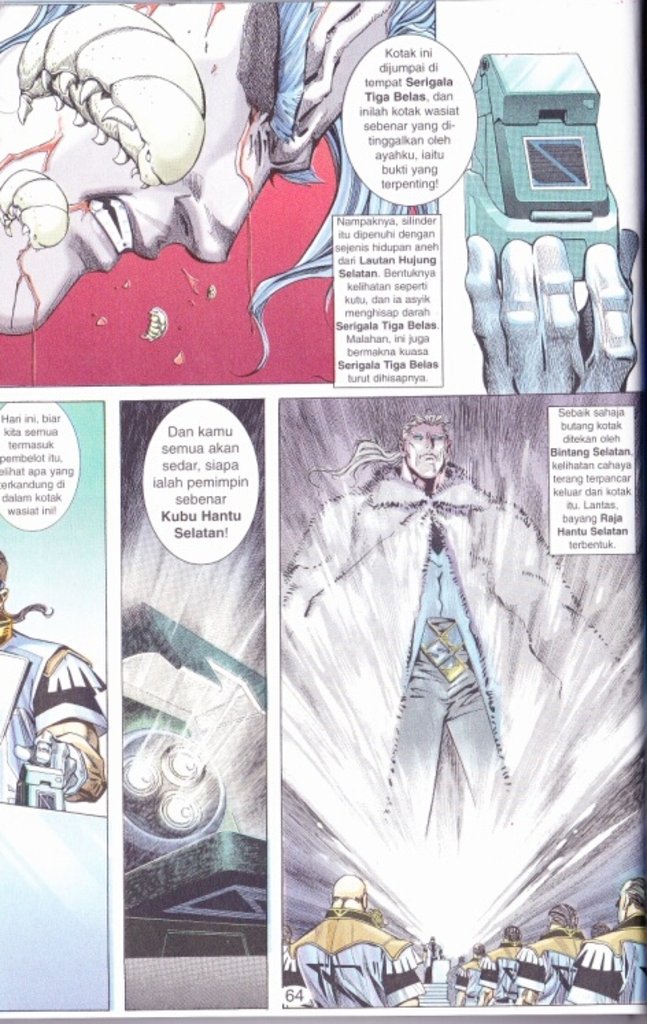 Kotak ini
dijumpai di
tempat Serigala
Tiga Belas, dan
inilah kotak wasiat
sebenar yang di-
tinggalkan oleh
ayahku, iaitu
bukti yang
terpenting!
Nampaknya, silinder
itu dipenuhi dengan
sejenis hidupan aneh
dari Lautan Hujung
Selatan. Bentuknya
kelihatan seperti
kutu, dan ia asyik
menghisap darah
Serigala Tiga Belas.
Malahan, ini juga
bermakna kuasa
Serigala Tiga Belas
turut dihisapnya.
Hari ini, biar
kita semua
termasuk
pembelot itu,
lihat apa yang
terkandung di
dalam kotak
wasiat ini!
Dan kamu
semua akan
sedar, siapa
ialah pemimpin
sebenar
Kubu Hantu
Selatan!
Sebaik sahaja
butang kotak
ditekan oleh
Bintang Selatan,
kelihatan cahaya
terang terpancar
keluar dari kotak
itu. Lantas,
bayang Raja
Hantu Selatan
terbentuk.
64